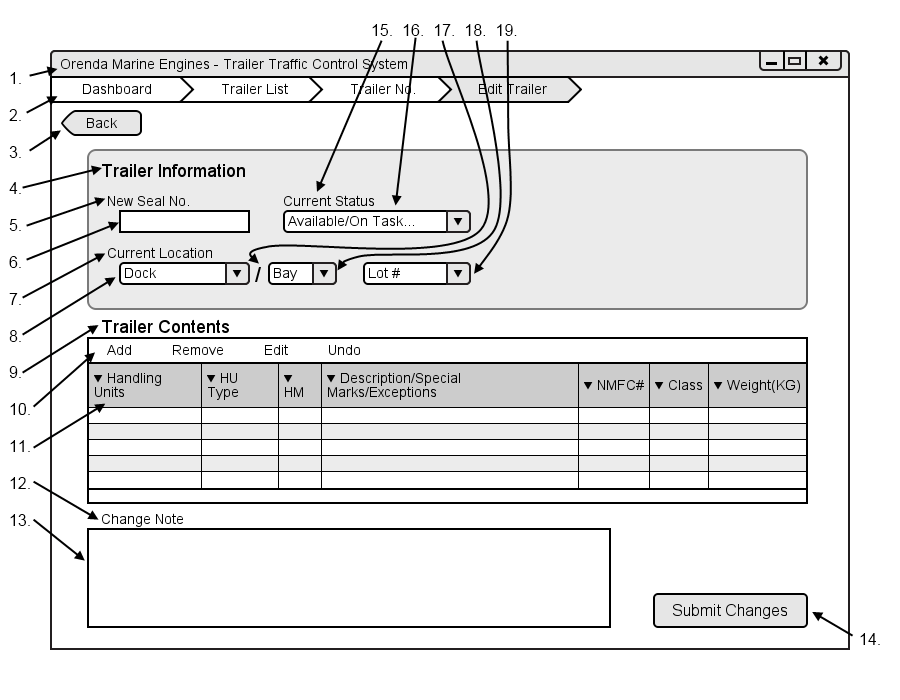 15. 16. 17. 18. 19.
Orenda Marine Engines - Trailer Traffic Control System
1.
Dashboard Trailer List Trailer No. Edit Trailer
2.
Back
3.
Trailer Information
4.
New Seal No. Current Status
5.
Available/On Task...
6.
Current Location
Dock / Bay Lot #
7.
8.
Trailer Contents
9.
Add Remove Edit Undo
10.
Handling Units
HU Type
HM
Description/Special Marks/Exceptions
NMFC#
Class
Weight(KG)
11.
12.
Change Note
13.
Submit Changes
14.